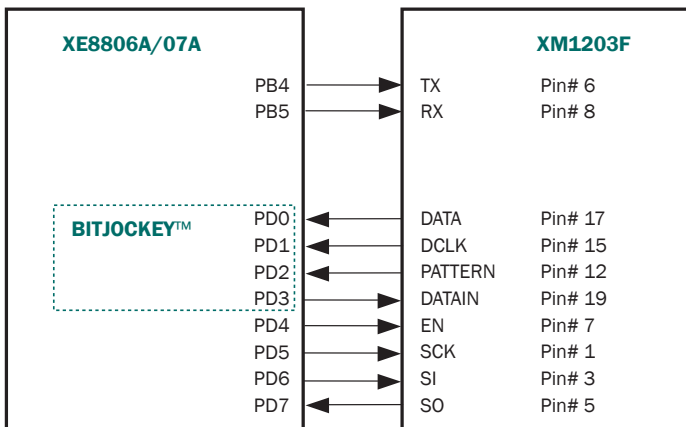 XE8806A/07A XM1203F
PB4 TX Pin# 6
PB5 RX Pin# 8
BITJOCKEY™
PD0 DATA Pin# 17
PD1 DCLK Pin# 15
PD2 PATTERN Pin# 12
PD3 DATAIN Pin# 19
PD4 EN Pin# 7
PD5 SCK Pin# 1
PD6 SI Pin# 3
PD7 SO Pin# 5